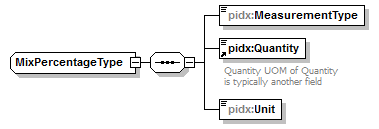 pidx:MeasurementType
MixPercentageType
pidx:Quantity
Quantity UOM of Quantity
is typically another field
pidx:Unit